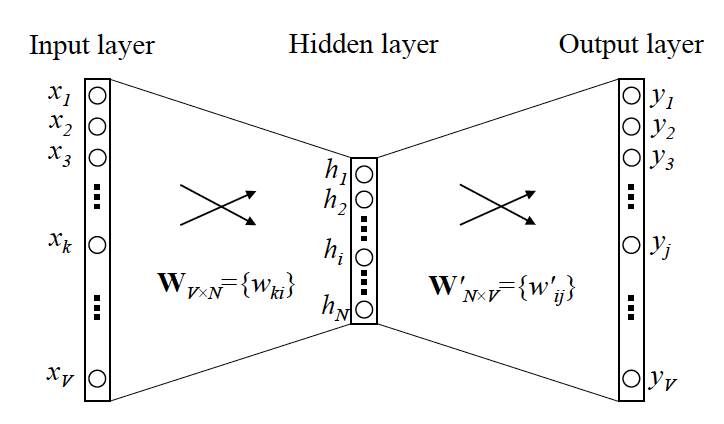 Input layer
Hidden layer
Output layer
x1
x2
x3
xk
xV
h1
h2
hi
hN
y1
y2
y3
yj
yV
WV×N={wki}
W'N×V={w'ij}